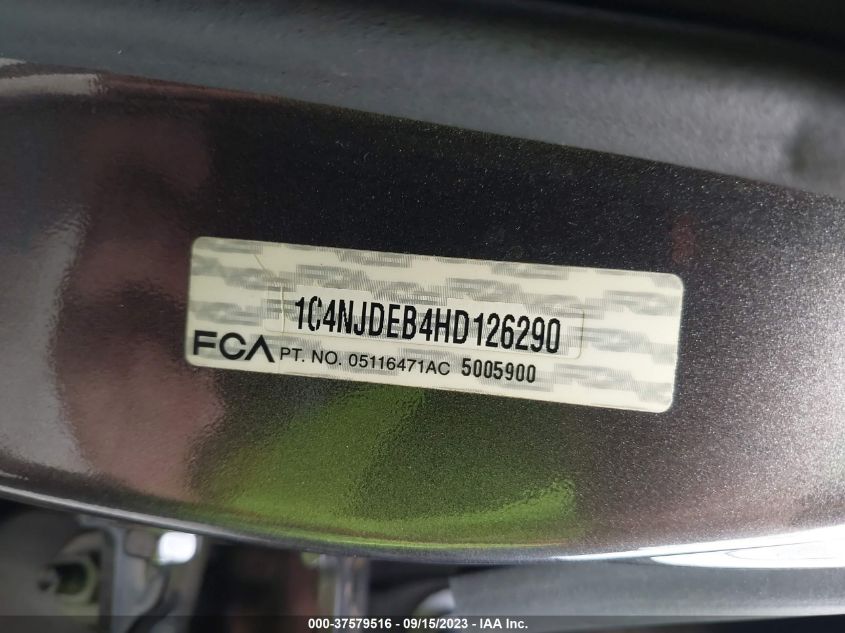 1C4NJDEB4HD126290
FCA PT. NO. 05116471AC 5005900
000-37579516 - 09/15/2023 - IAA Inc.